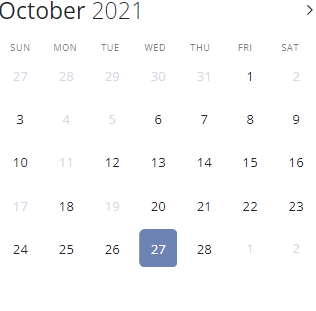 October 2021
SUN MON TUE WED THU FRI SAT
27 28 29 30 31 1 2
3 4 5 6 7 8 9
10 11 12 13 14 15 16
17 18 19 20 21 22 23
24 25 26 27 28 1 2